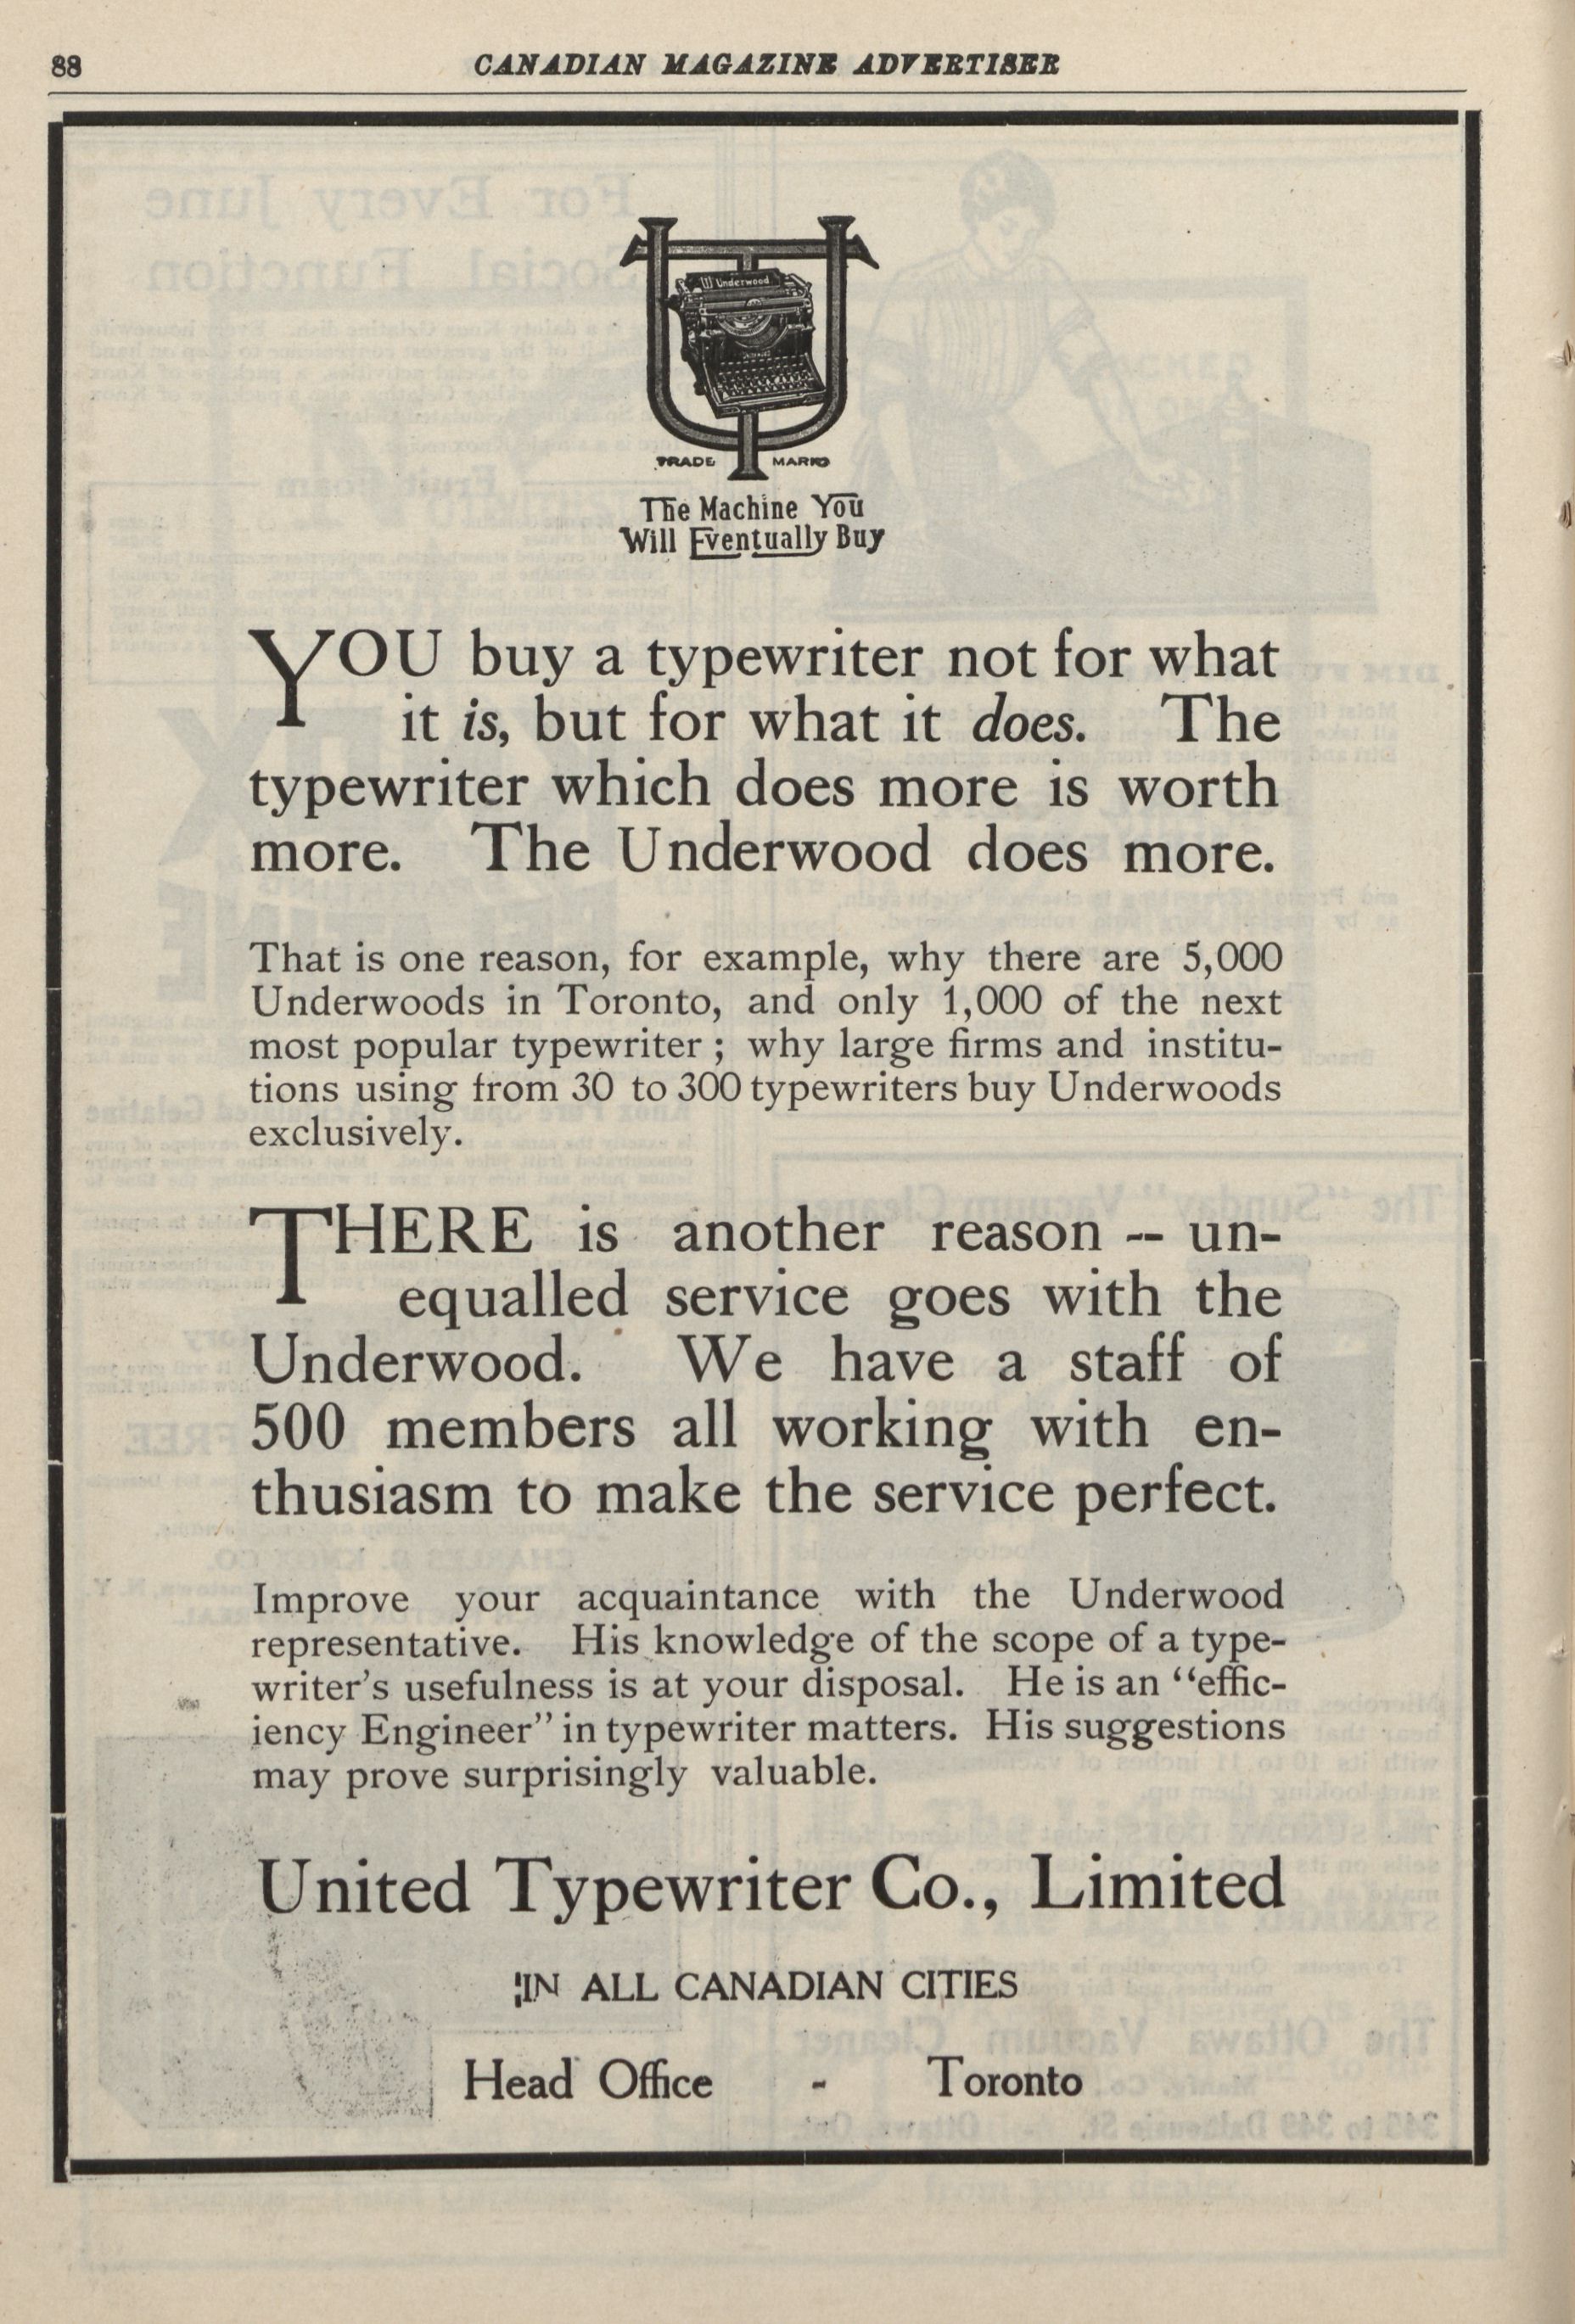 88
CANADIAN MAGAZINE ADVERTISER
Underwood
TRADE MARK
The Machine You
Will Eventually Buy
YOU buy a typewriter not for what
it is, but for what it does. The
typewriter which does more is worth
more. The Underwood does more.
That is one reason, for example, why there are 5,000
Underwoods in Toronto, and only 1,000 of the next
most popular typewriter; why large firms and institu-
tions using from 30 to 300 typewriters buy Underwoods
exclusively.
THERE is another reason -- un-
equalled service goes with the
Underwood. We have a staff of
500 members all working with en-
thusiasm to make the service perfect.
Improve your acquaintance with the Underwood
representative. His knowledge of the scope of a type-
writer's usefulness is at your disposal. He is an "effic-
iency Engineer" in typewriter matters. His suggestions
may prove surprisingly valuable.
United Typewriter Co., Limited
IN ALL CANADIAN CITIES
Head Office - Toronto